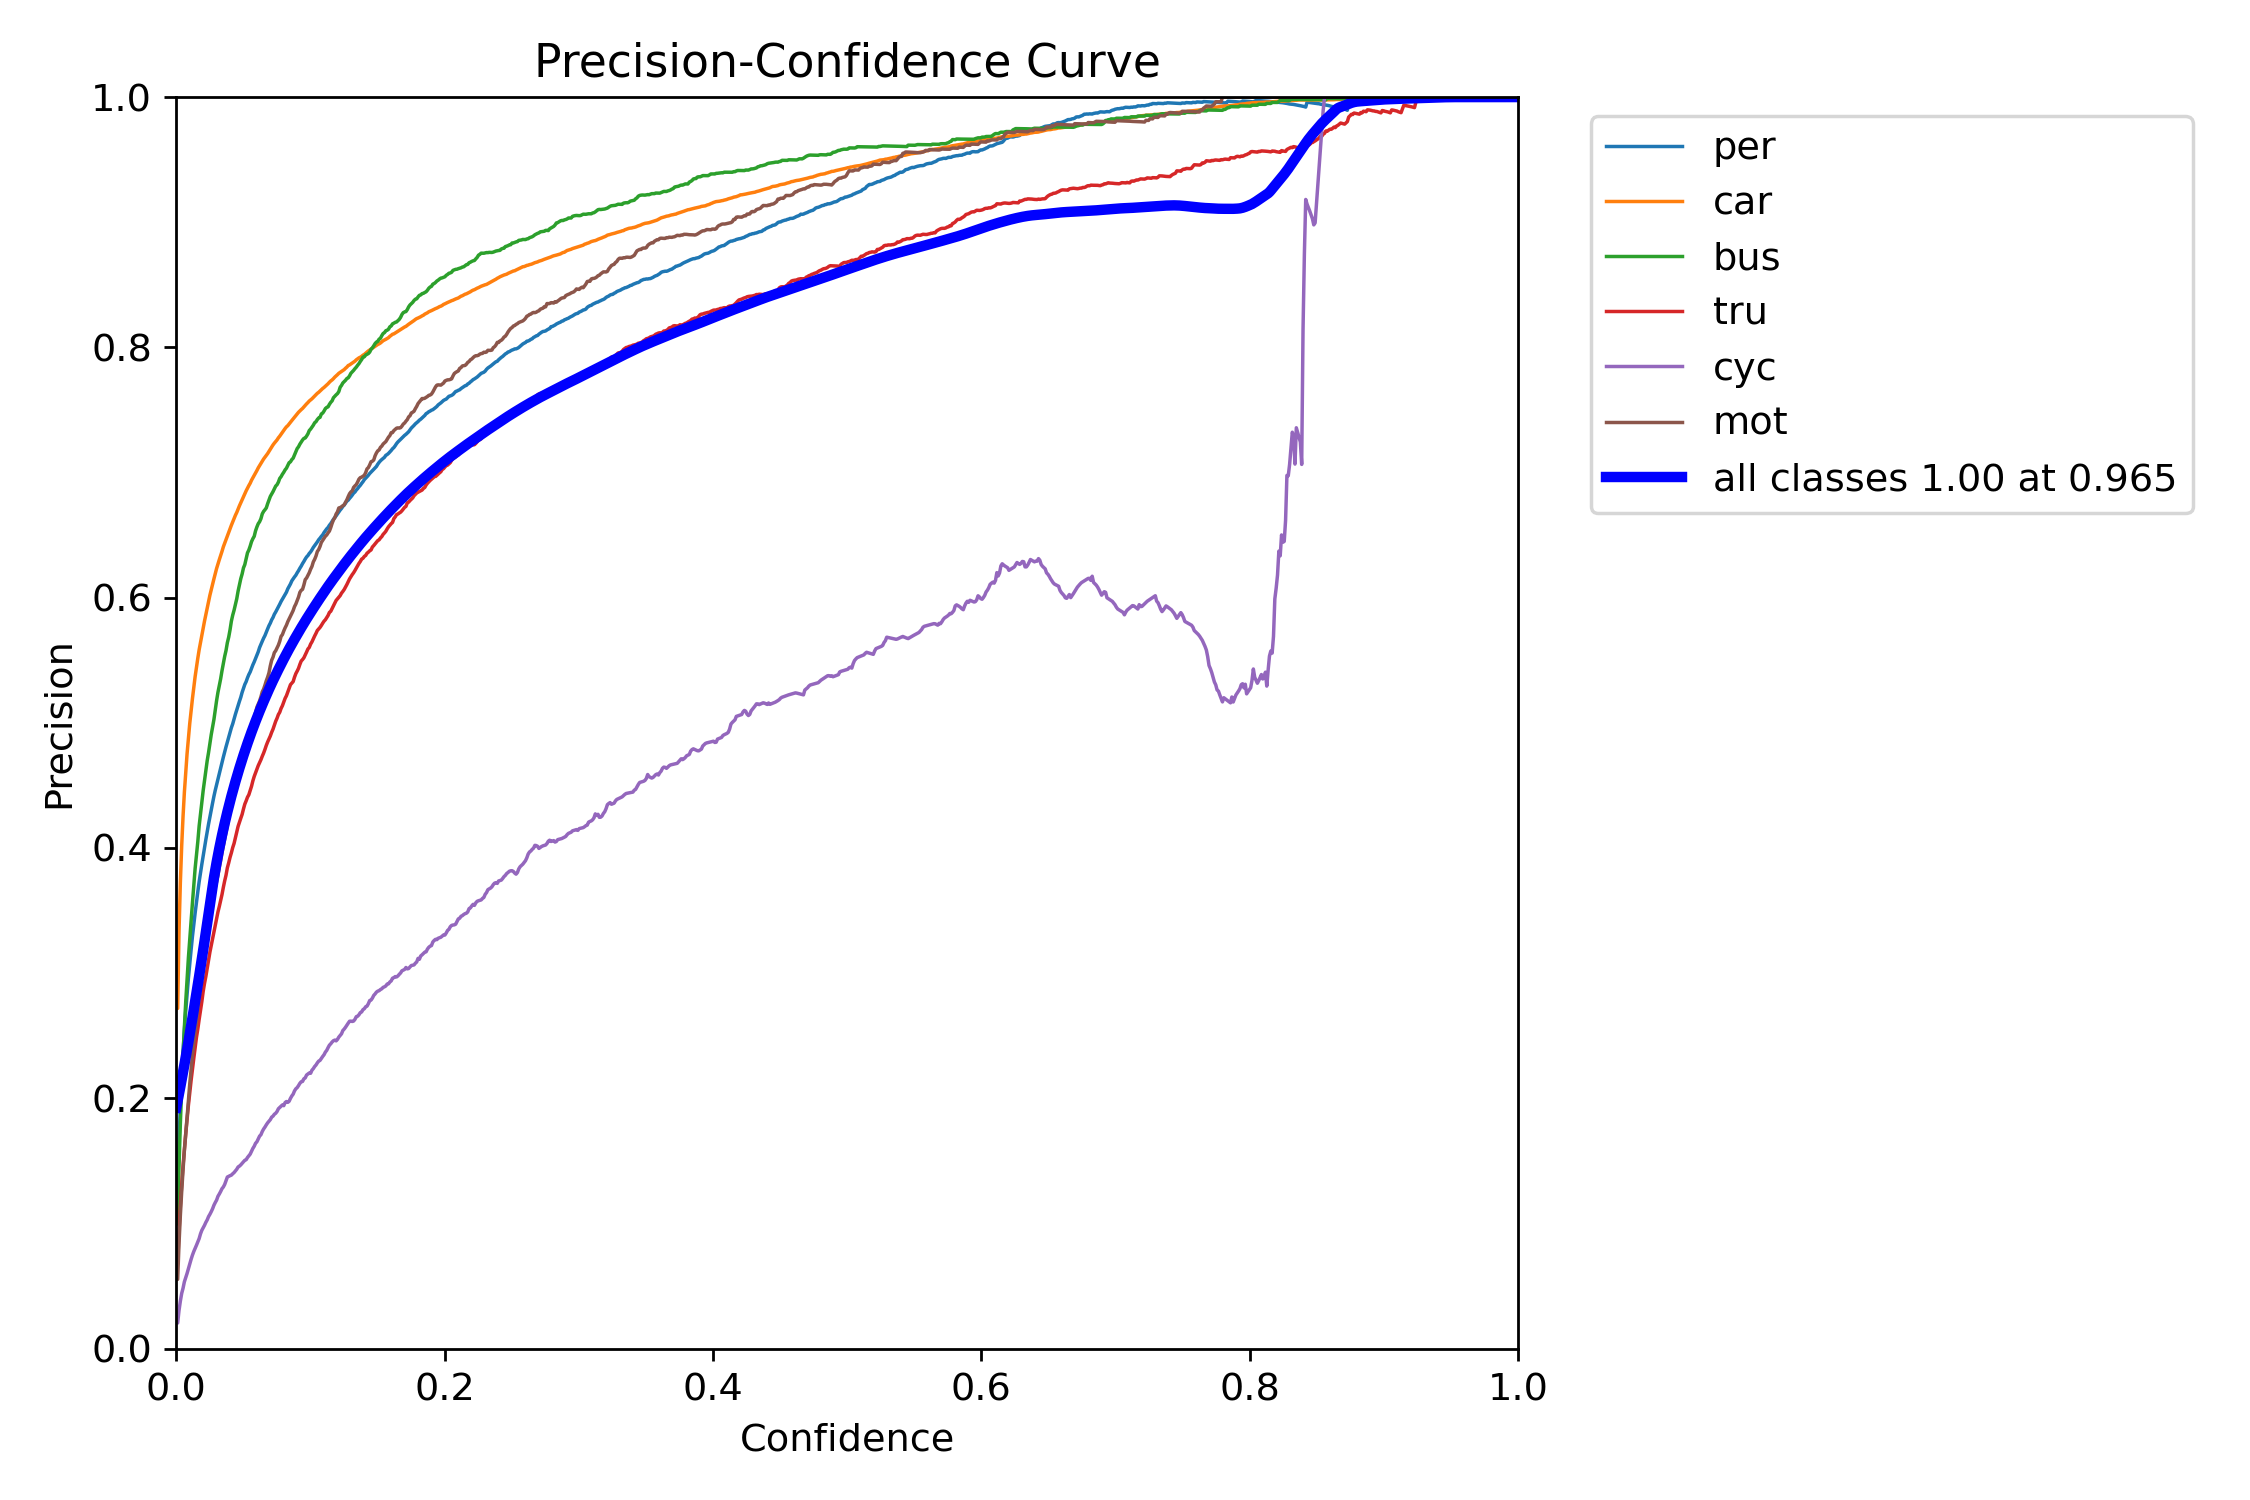 Precision-Confidence Curve
1.0
0.8
0.6
0.4
0.2
0.0
Precision
0.0 0.2 0.4 0.6 0.8 1.0
Confidence
per
car
bus
tru
cyc
mot
all classes 1.00 at 0.965